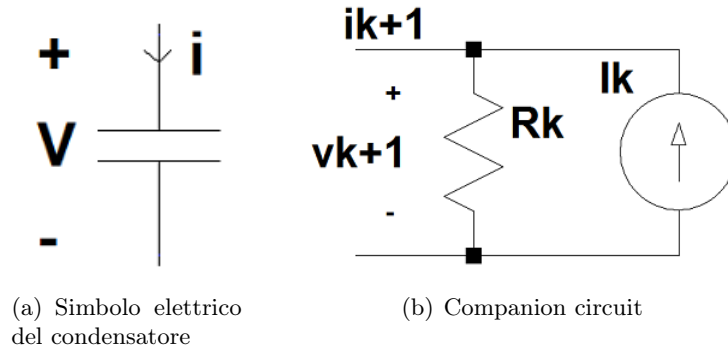 +
i
V
-
ik+1
+
Rk
Ik
vk+1
-
(a) Simbolo elettrico
del condensatore
(b) Companion circuit